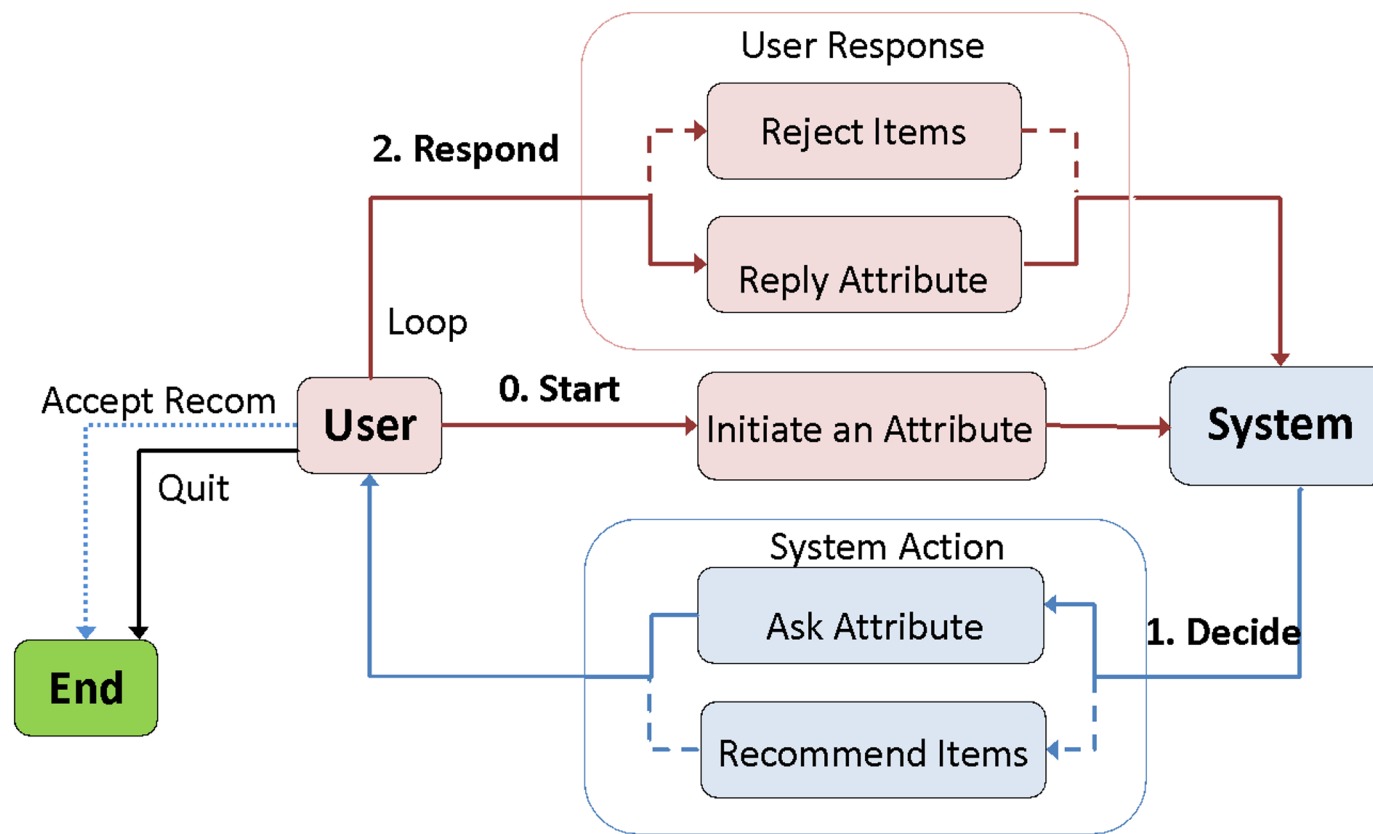 User Response
Reject Items
2. Respond
Reply Attribute
Loop
0. Start
Accept Recom
User
Initiate an Attribute
System
Quit
System Action
Ask Attribute
1. Decide
End
Recommend Items